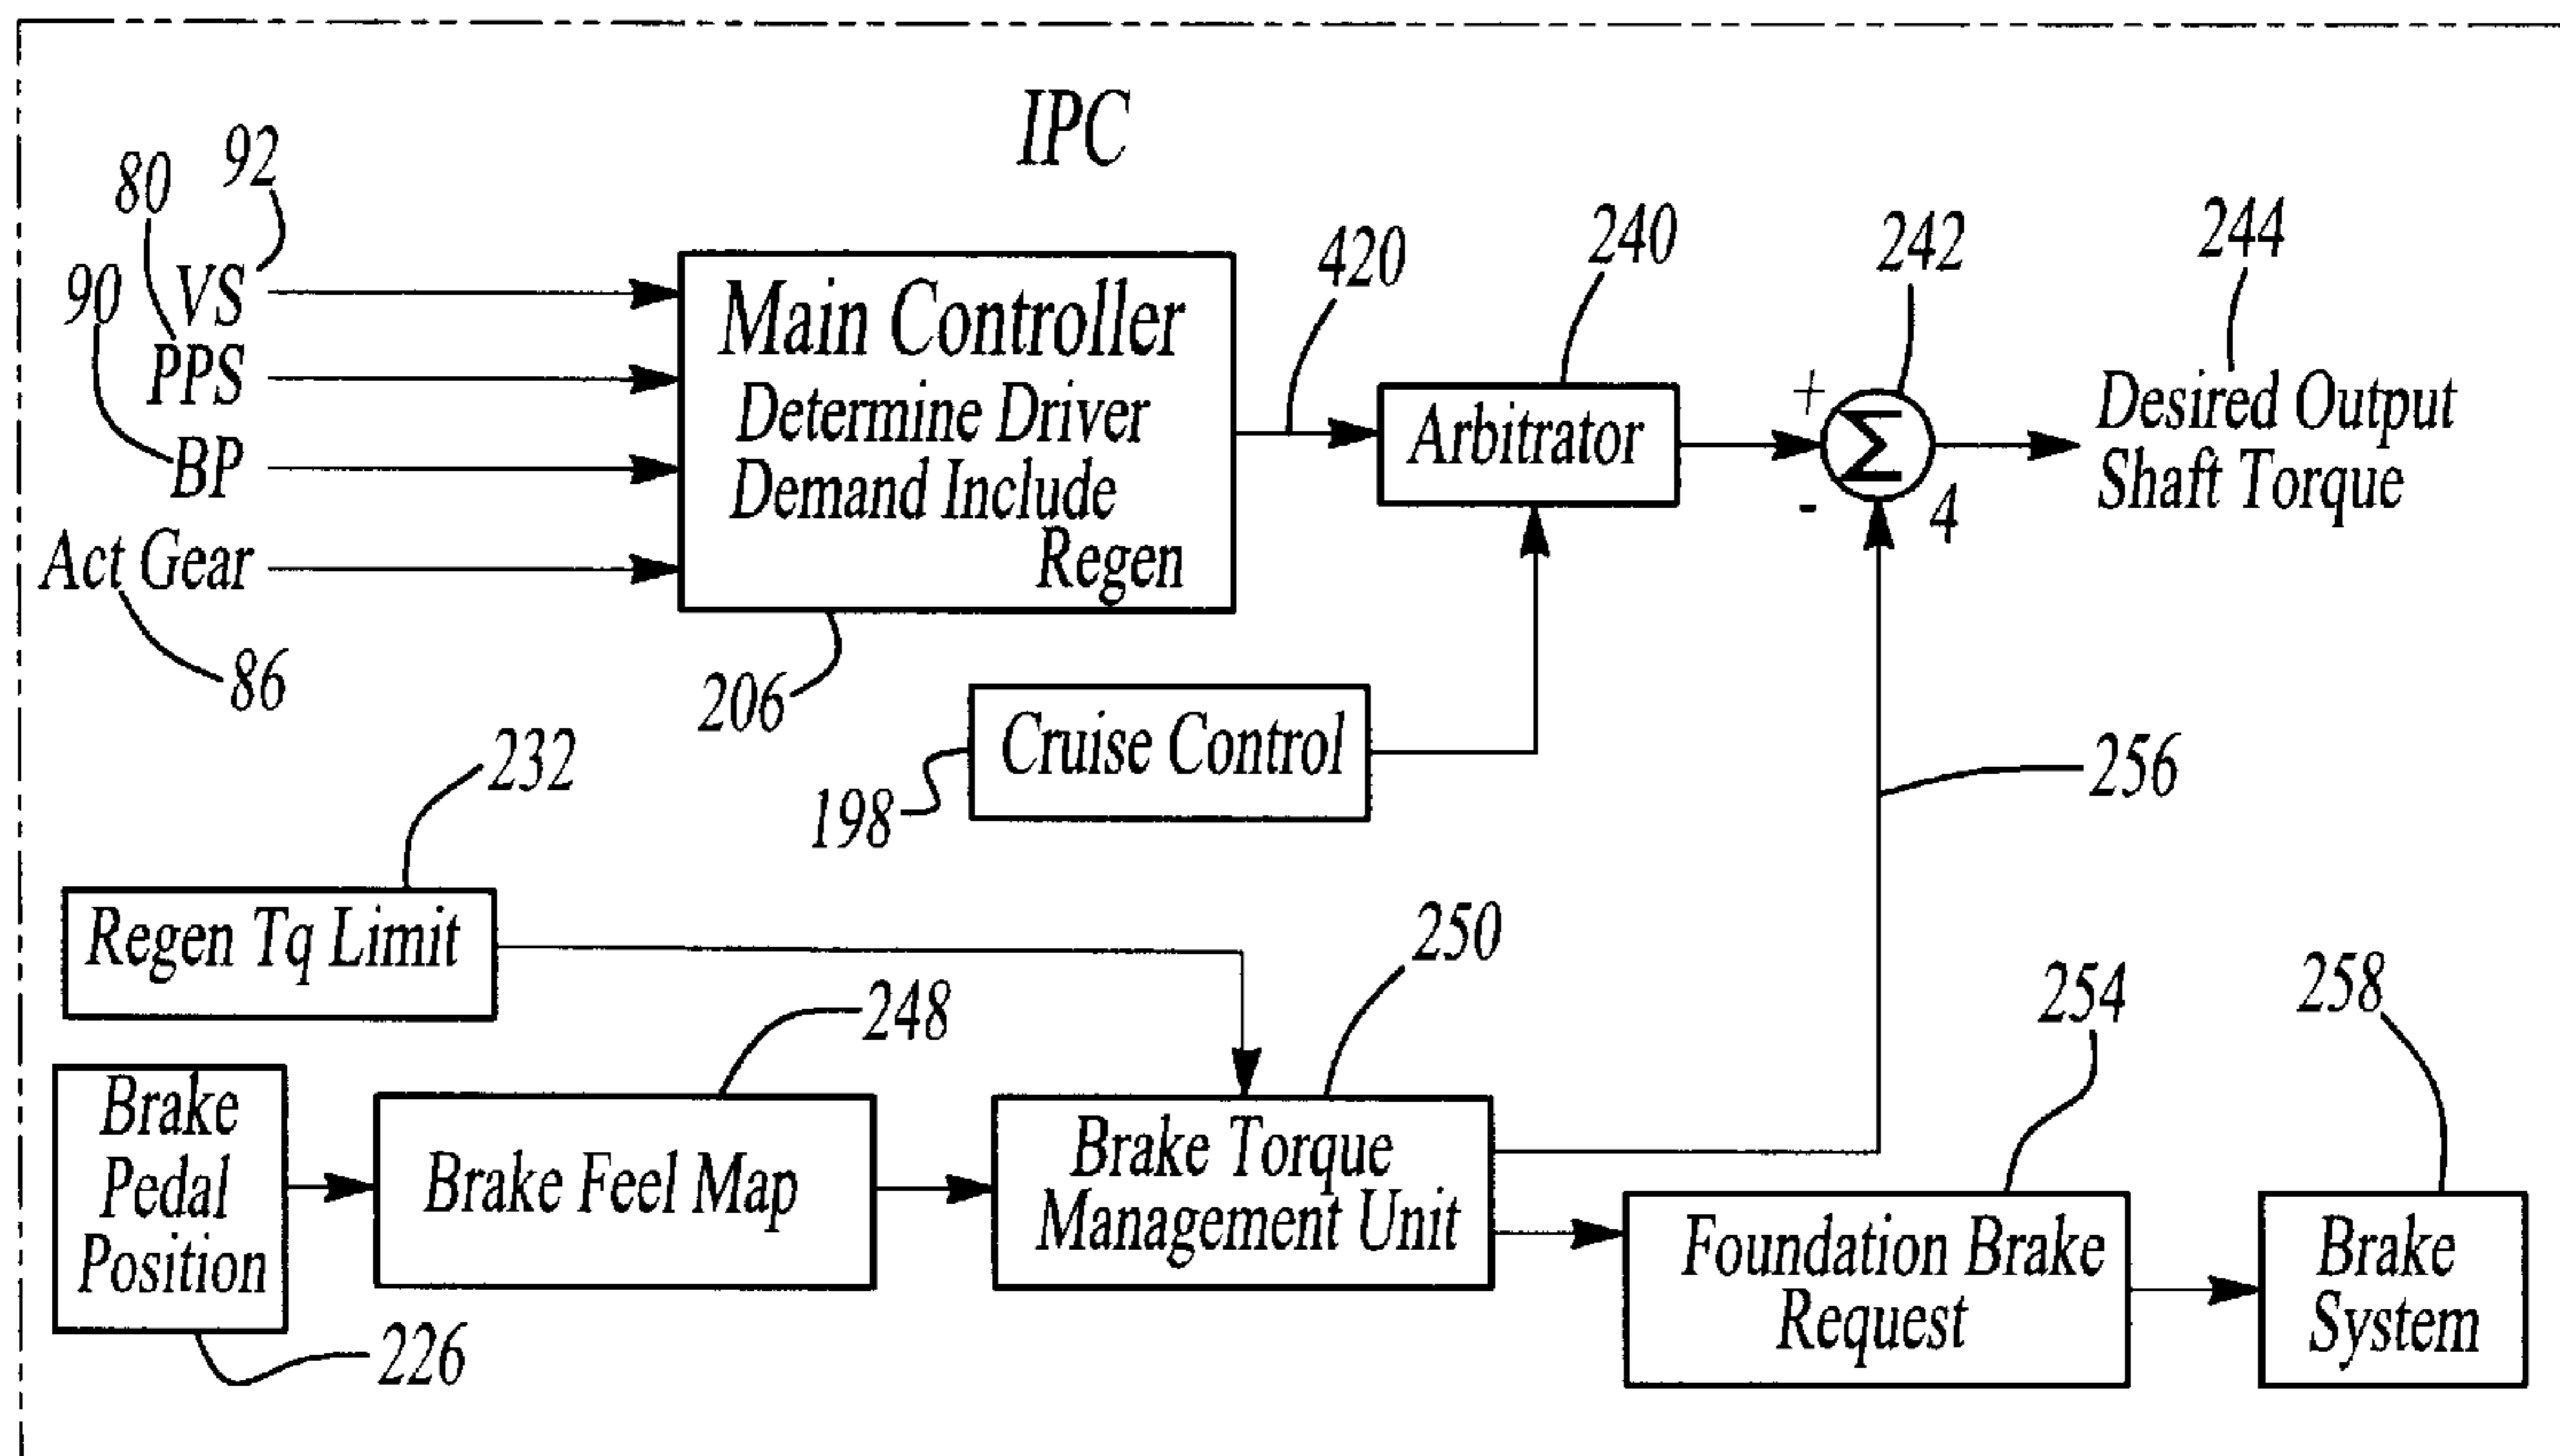 IPC
92
80
90
VS
PPS
BP
Act Gear
86
Main Controller
Determine Driver
Demand Include
Regen
206
420
240
Arbitrator
+
-
242
Σ
4
244
Desired Output
Shaft Torque
Cruise Control
198
256
232
Regen Tq Limit
248
250
254
258
Brake
Pedal
Position
226
Brake Feel Map
Brake Torque
Management Unit
Foundation Brake
Request
Brake
System